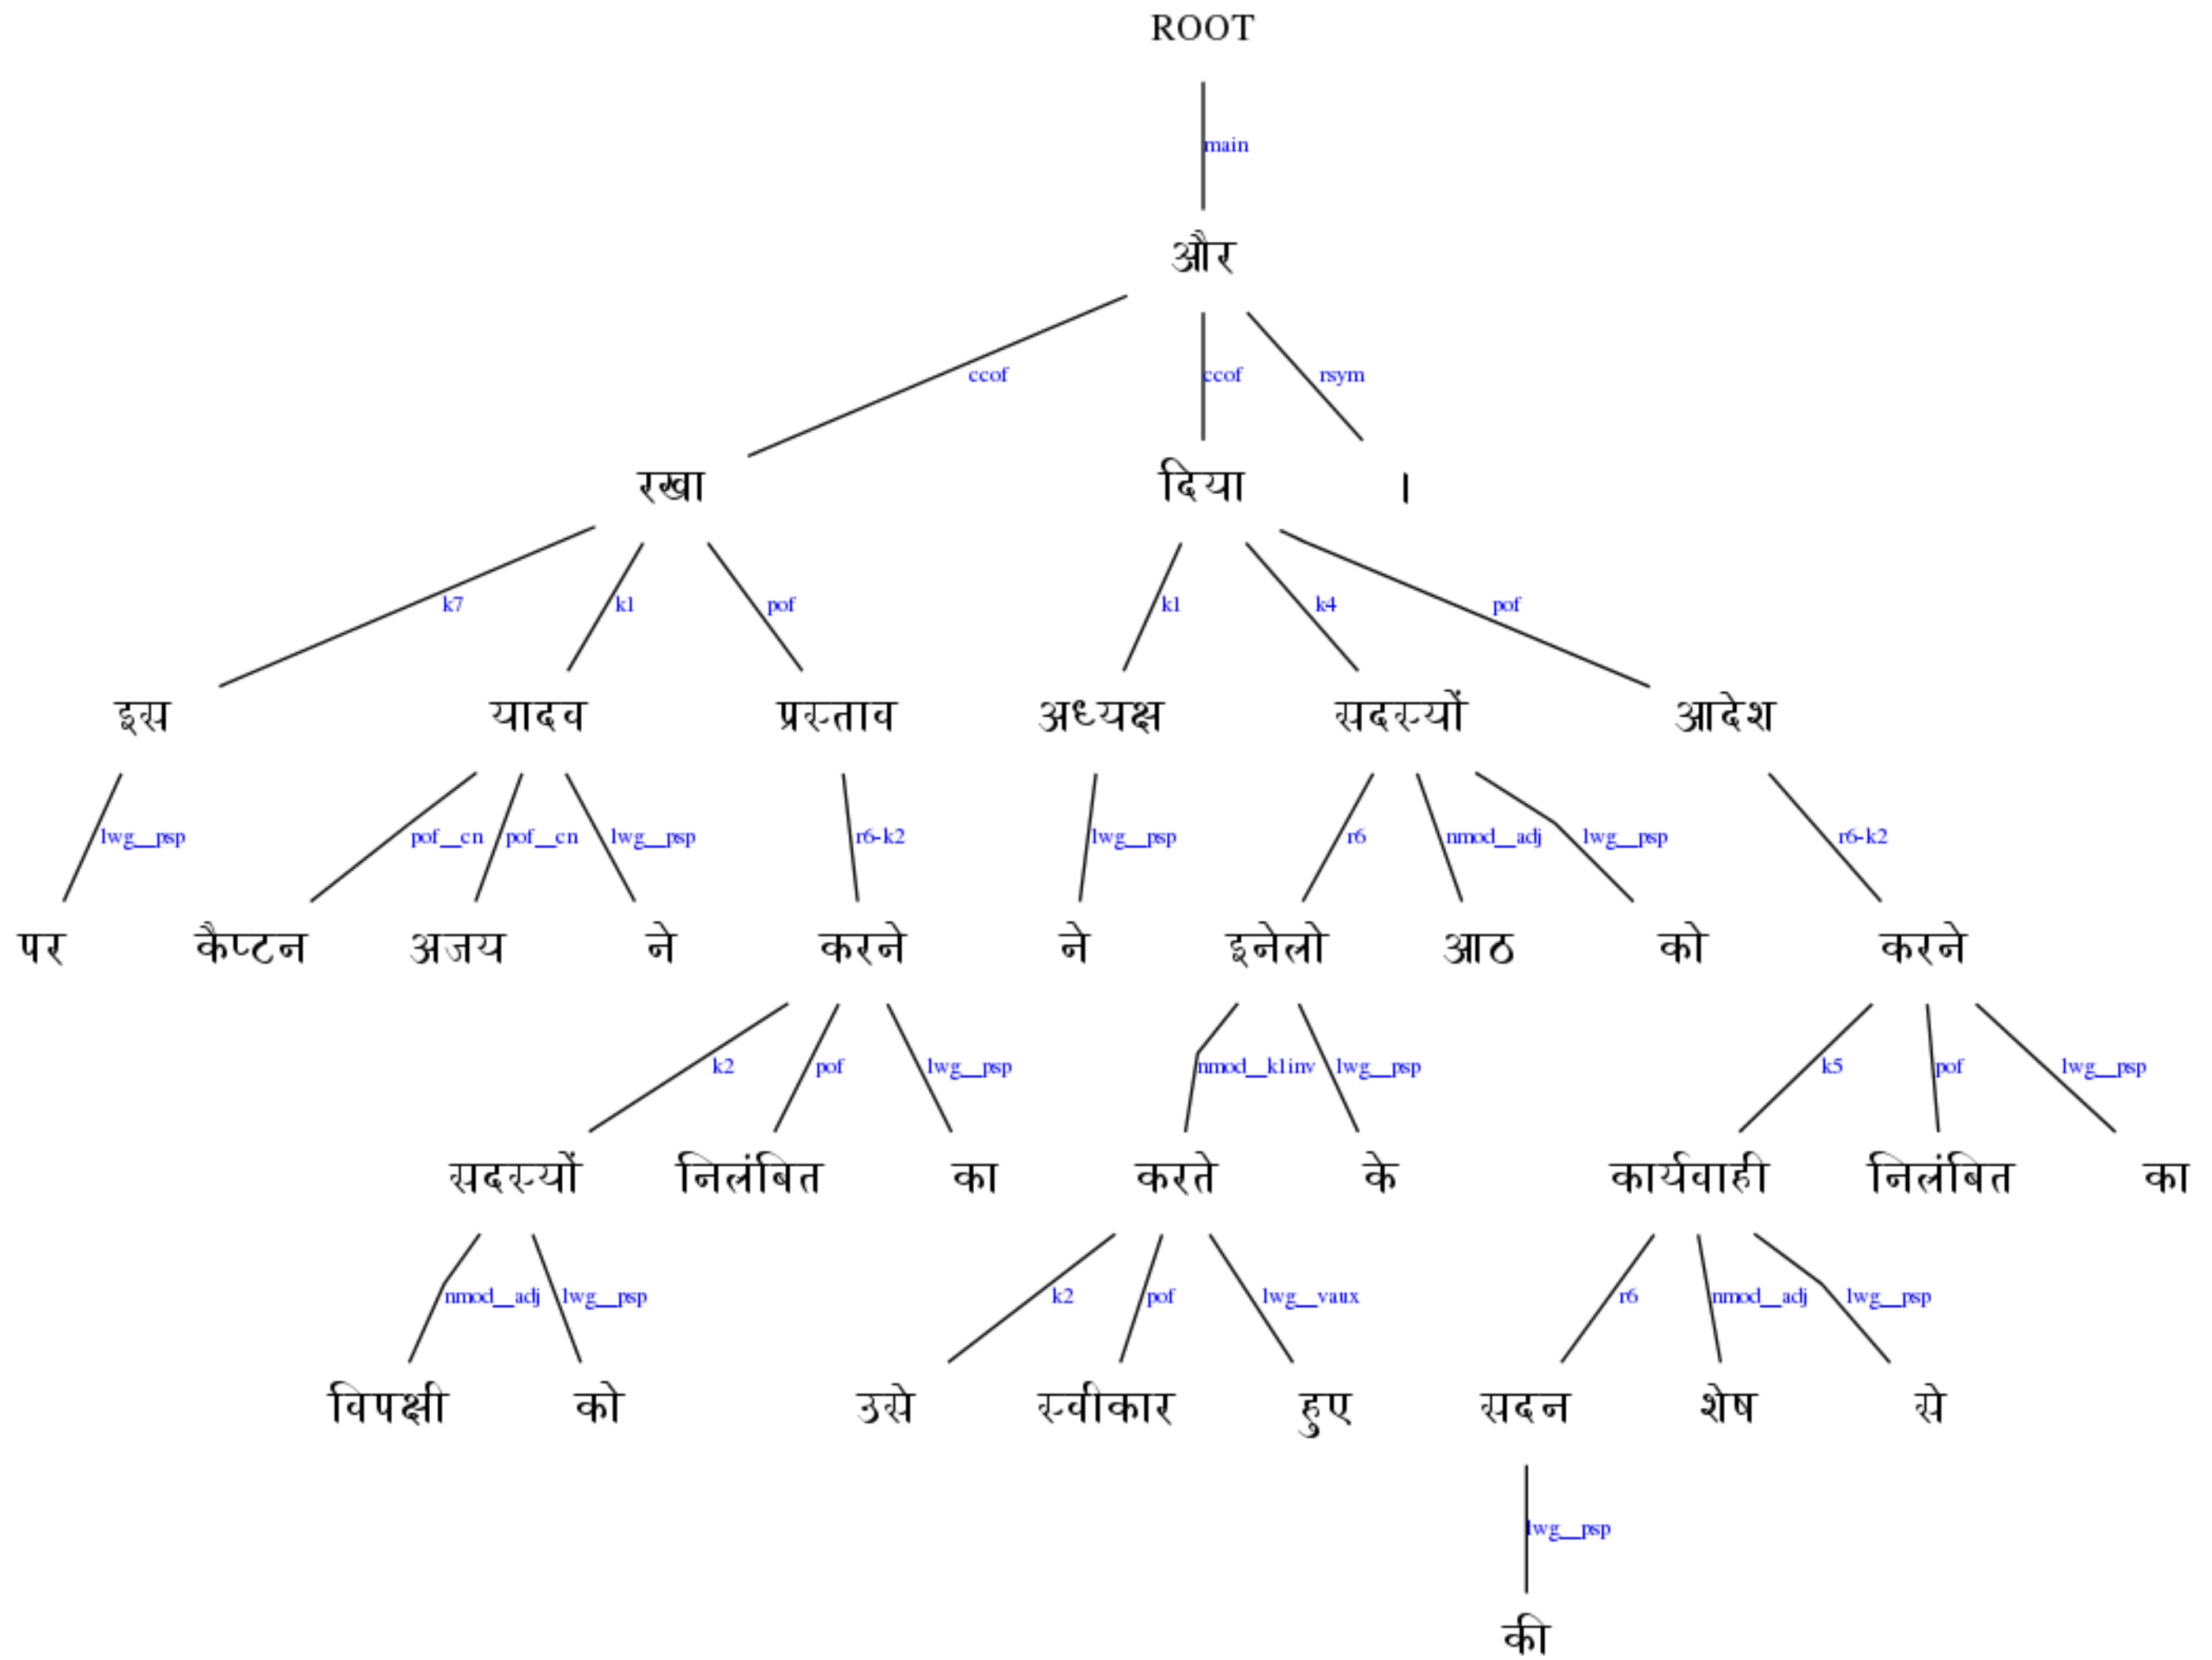 ROOT
main
और
ccof ccof rsym
रखा दिया ।
k7 k1 pof k1 k4 pof
इस यादव प्रस्ताव अध्यक्ष सदस्यों आदेश
lwg__psp pof__cn pof__cn lwg__psp r6-k2 lwg__psp r6 nmod__adj lwg__psp r6-k2
पर कैप्टन अजय ने करने ने इनेलो आठ को करने
k2 pof lwg__psp nmod__k1inv lwg__psp k5 pof lwg__psp
सदस्यों निलंबित का करते के कार्यवाही निलंबित का
nmod__adj lwg__psp k2 pof lwg__vaux r6 nmod__adj lwg__psp
विपक्षी को उसे स्वीकार हुए सदन शेष से
lwg__psp
की